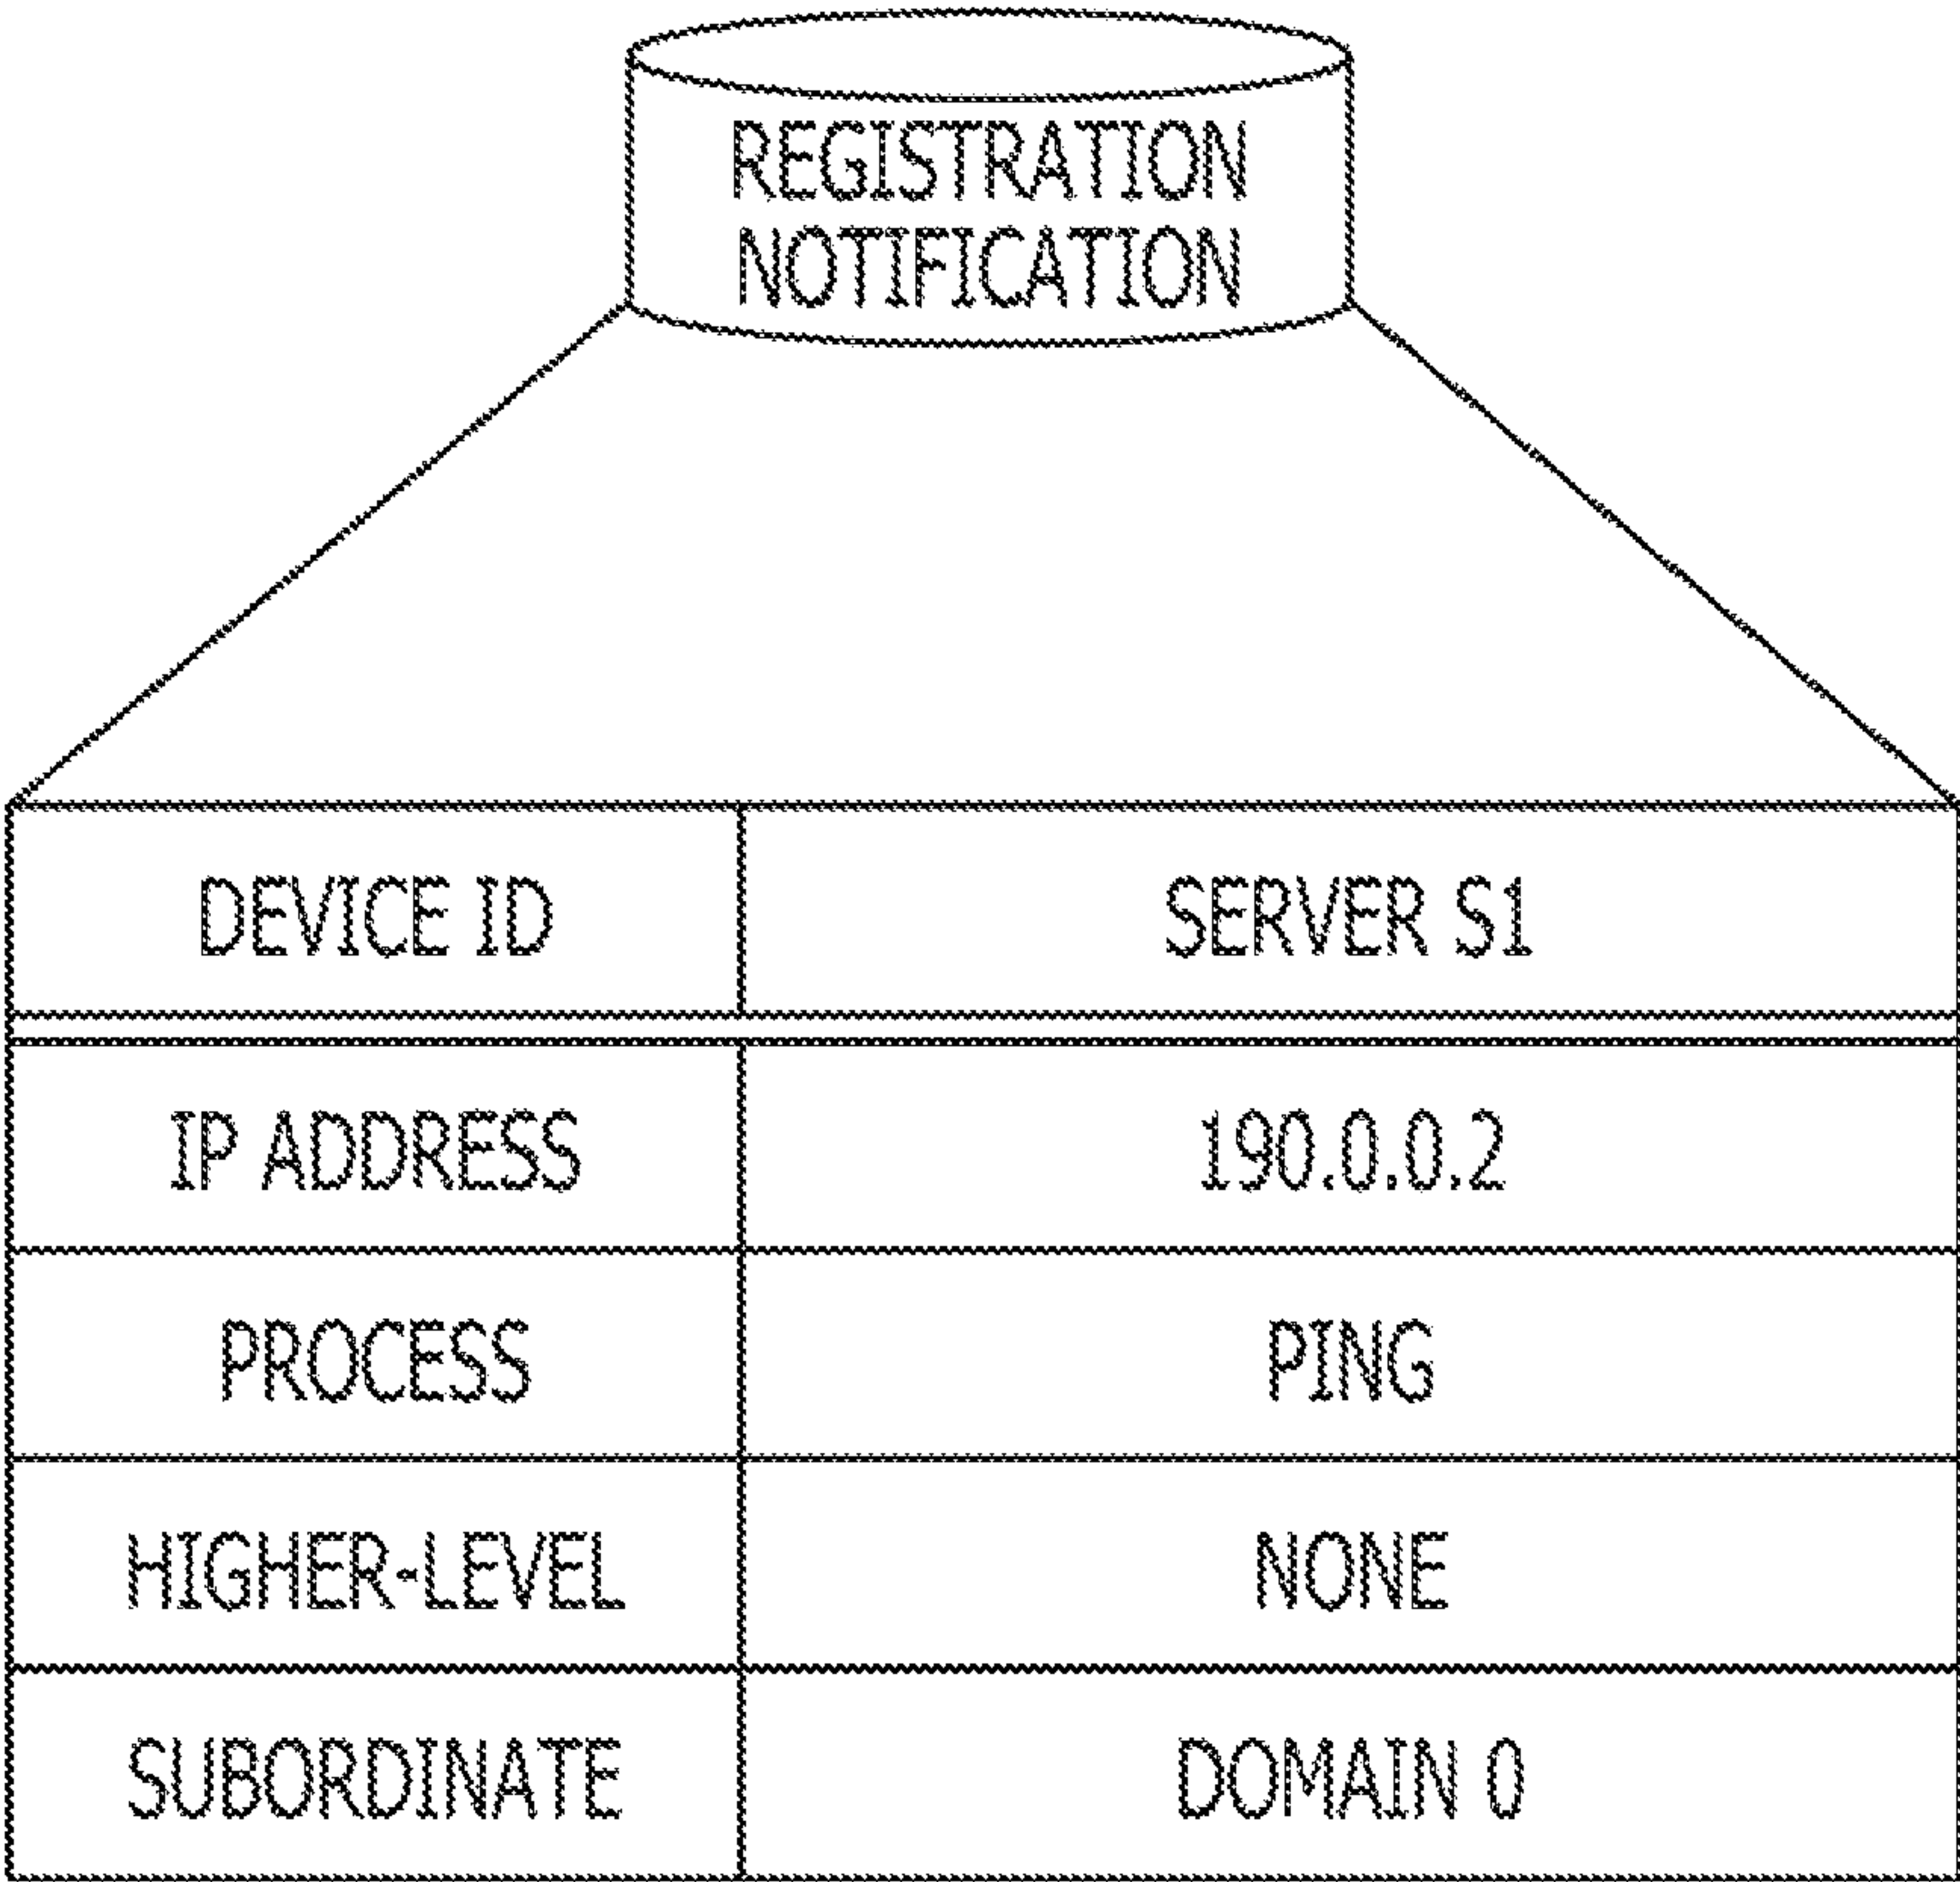 REGISTRATION
NOTIFICATION
DEVICE ID SERVER S1
IP ADDRESS 190.0.0.2
PROCESS PING
HIGHER-LEVEL NONE
SUBORDINATE DOMAIN 0